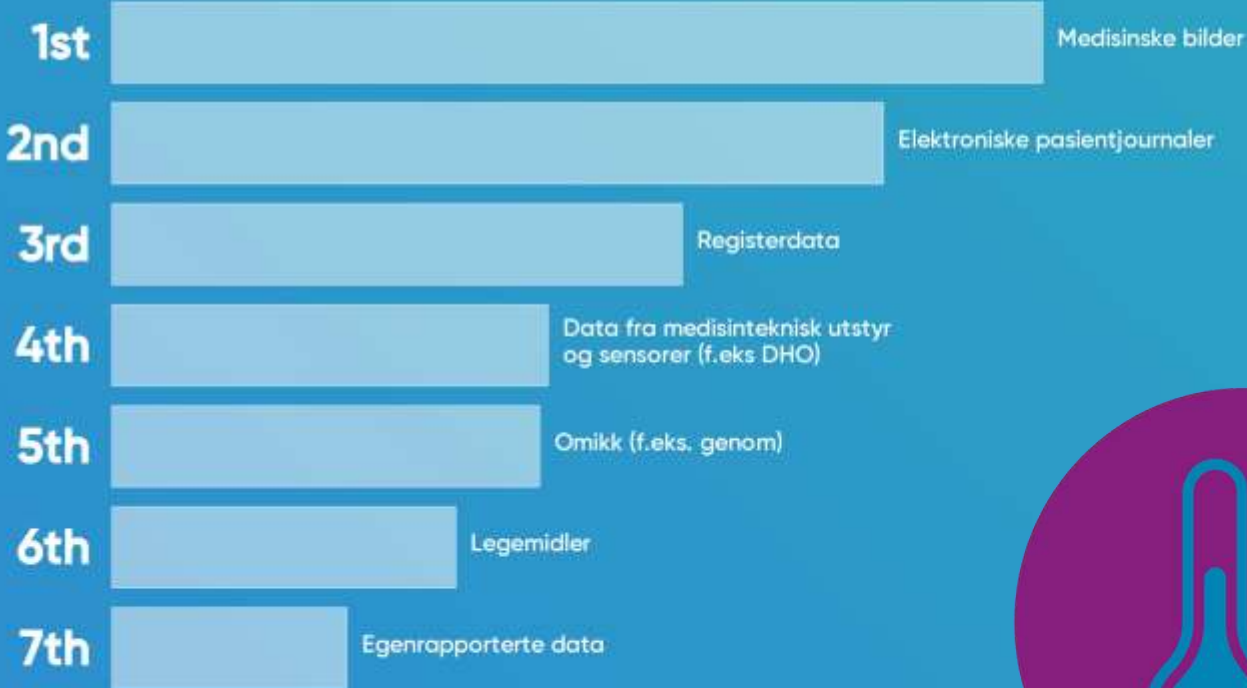 1st
Medisinske bilder
2nd
Elektroniske pasientjournaler
3rd
Registerdata
4th
Data fra medisinteknisk utstyr
og sensorer (f.eks DHO)
5th
Omikk (f.eks. genom)
6th
Legemidler
7th
Egenrapporterte data